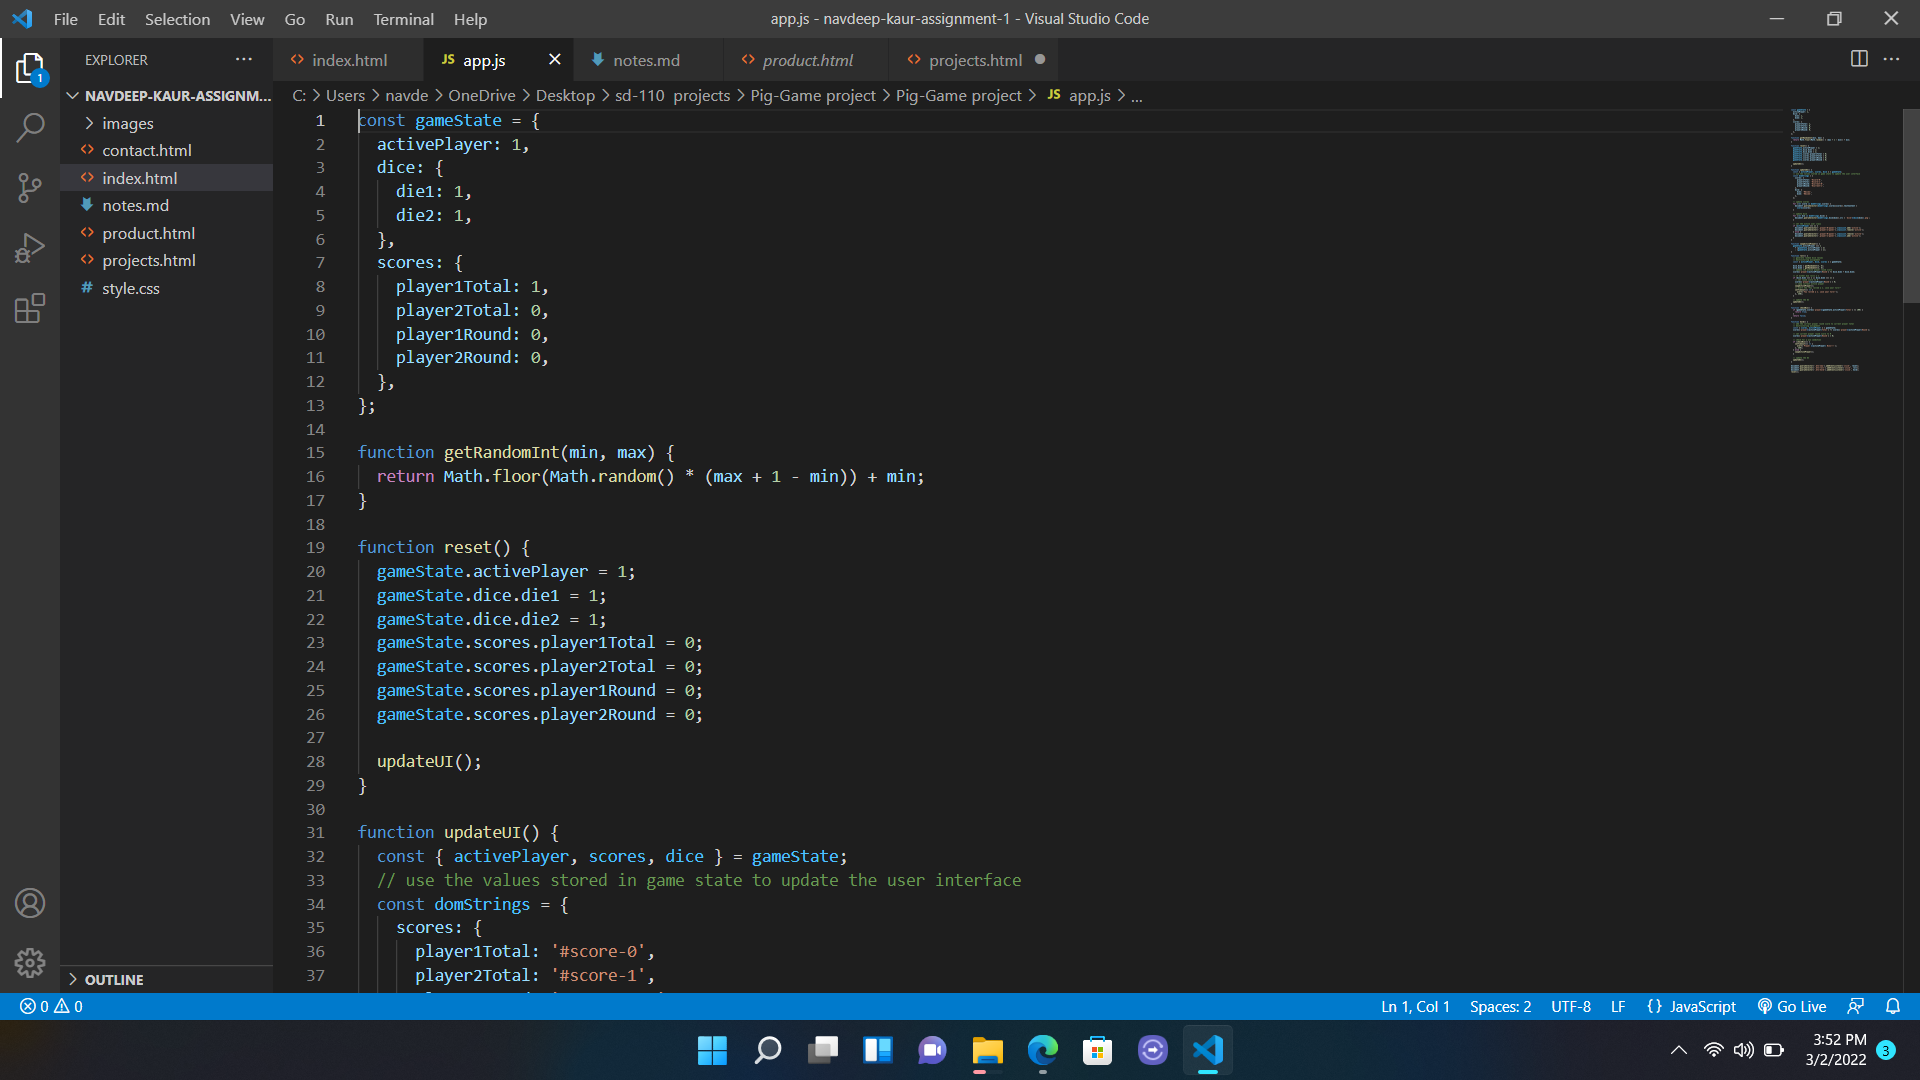 File Edit Selection View Go Run Terminal Help
app.js - navdeep-kaur-assignment-1 - Visual Studio Code
EXPLORER
index.html
JS app.js
notes.md
product.html
projects.html
NAVDEEP-KAUR-ASSIGNM...
images
contact.html
index.html
notes.md
product.html
projects.html
# style.css
OUTLINE
1
C: > Users > navde > OneDrive > Desktop > sd-110 projects > Pig-Game project > Pig-Game project > JS app.js > ...
1 const gameState = {
2 activePlayer: 1,
3 dice: {
4 die1: 1,
5 die2: 1,
6 },
7 scores: {
8 player1Total: 1,
9 player2Total: 0,
10 player1Round: 0,
11 player2Round: 0,
12 },
13 };
14
15 function getRandomInt(min, max) {
16 return Math.floor(Math.random() * (max + 1 - min)) + min;
17 }
18
19 function reset() {
20 gameState.activePlayer = 1;
21 gameState.dice.die1 = 1;
22 gameState.dice.die2 = 1;
23 gameState.scores.player1Total = 0;
24 gameState.scores.player2Total = 0;
25 gameState.scores.player1Round = 0;
26 gameState.scores.player2Round = 0;
27
28 updateUI();
29 }
30
31 function updateUI() {
32 const { activePlayer, scores, dice } = gameState;
33 // use the values stored in game state to update the user interface
34 const domStrings = {
35 scores: {
36 player1Total: '#score-0',
37 player2Total: '#score-1',
0 0
Ln 1, Col 1 Spaces: 2 UTF-8 LF {} JavaScript Go Live
3:52 PM
3/2/2022
3